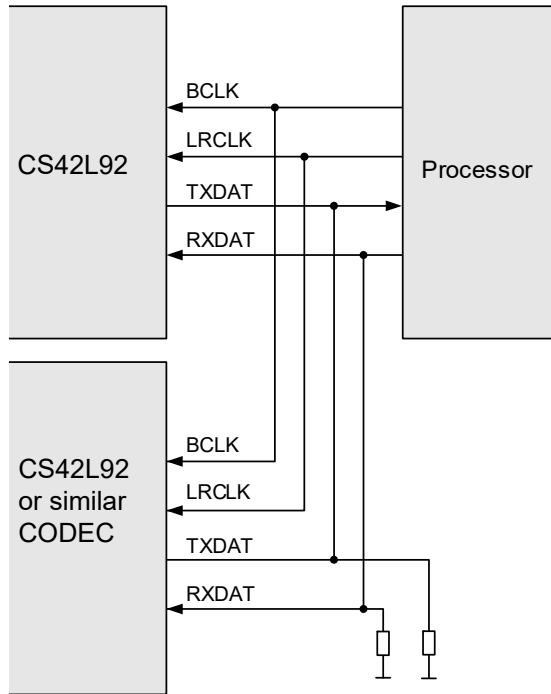 BCLK
LRCLK
CS42L92
Processor
TXDAT
RXDAT
BCLK
CS42L92
or similar
CODEC
LRCLK
TXDAT
RXDAT